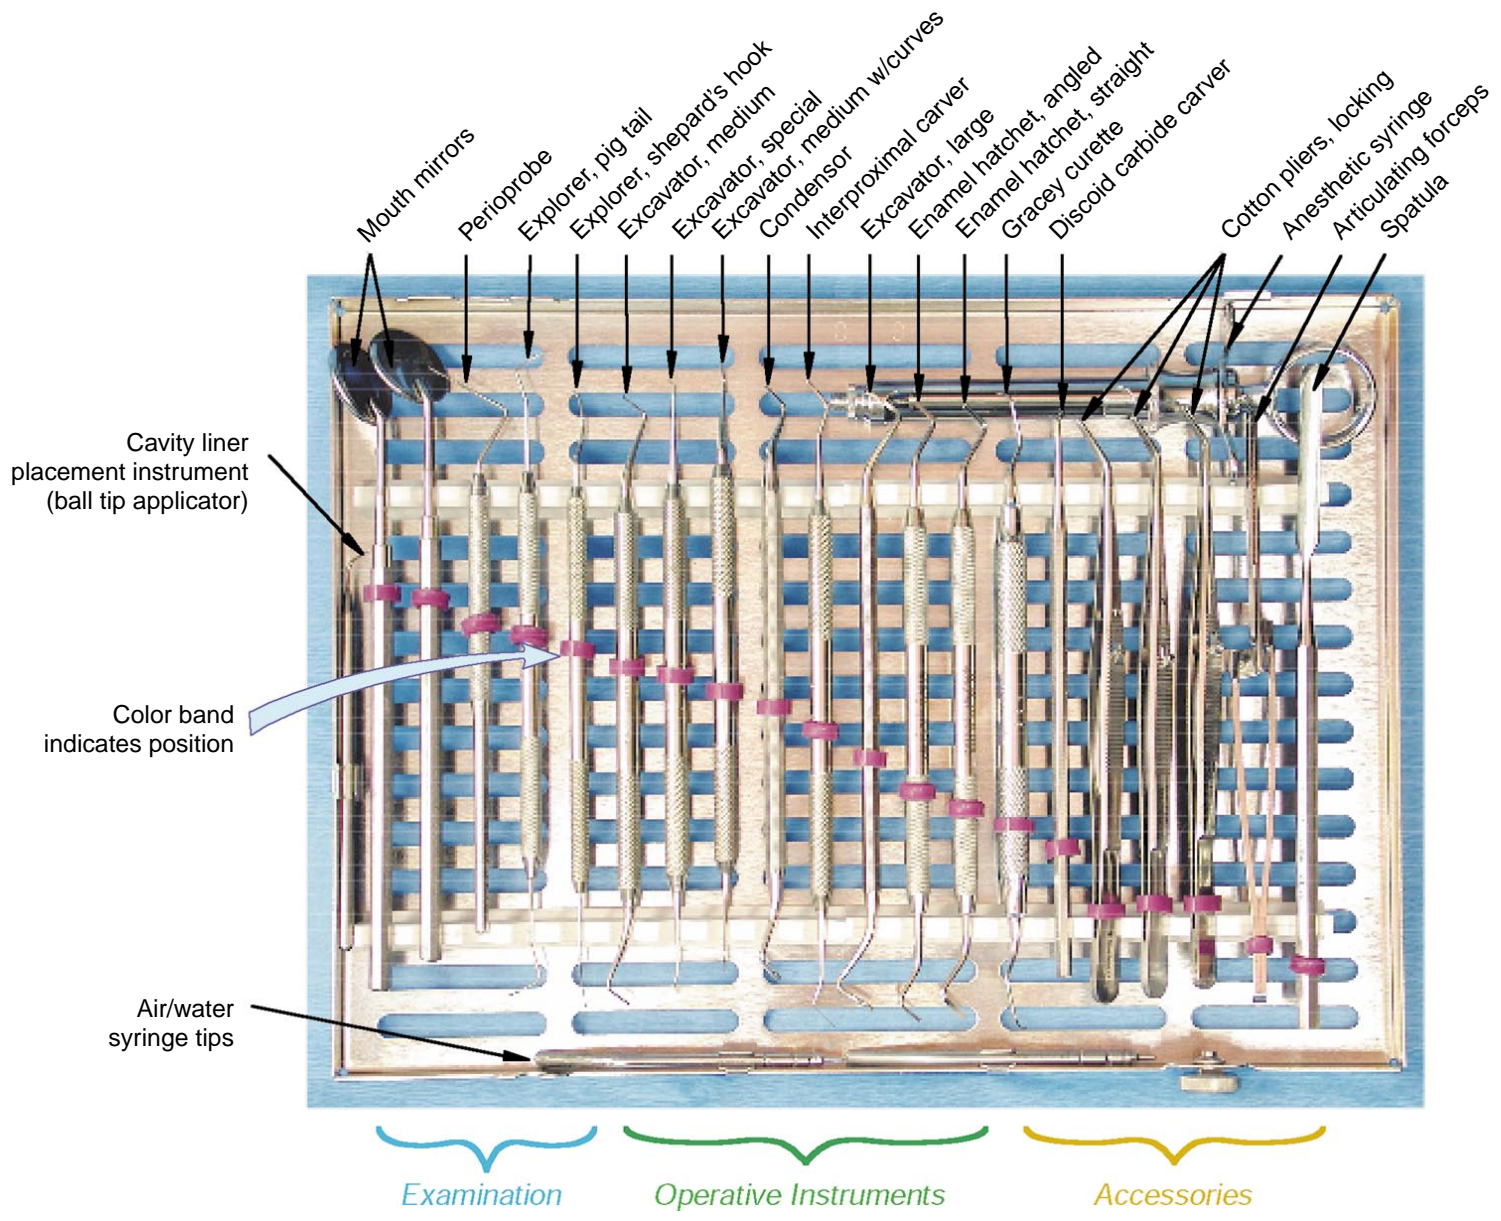 Mouth mirrors
Perioprobe
Explorer, pig tail
Explorer, shepard's hook
Excavator, medium
Excavator, special
Excavator, medium w/curves
Condensor
Interproximal carver
Excavator, large
Enamel hatchet, angled
Enamel hatchet, straight
Gracey curette
Discoid carbide carver
Cotton pliers, locking
Anesthetic syringe
Articulating forceps
Spatula
Cavity liner
placement instrument
(ball tip applicator)
Color band
indicates position
Air/water
syringe tips
Examination
Operative Instruments
Accessories